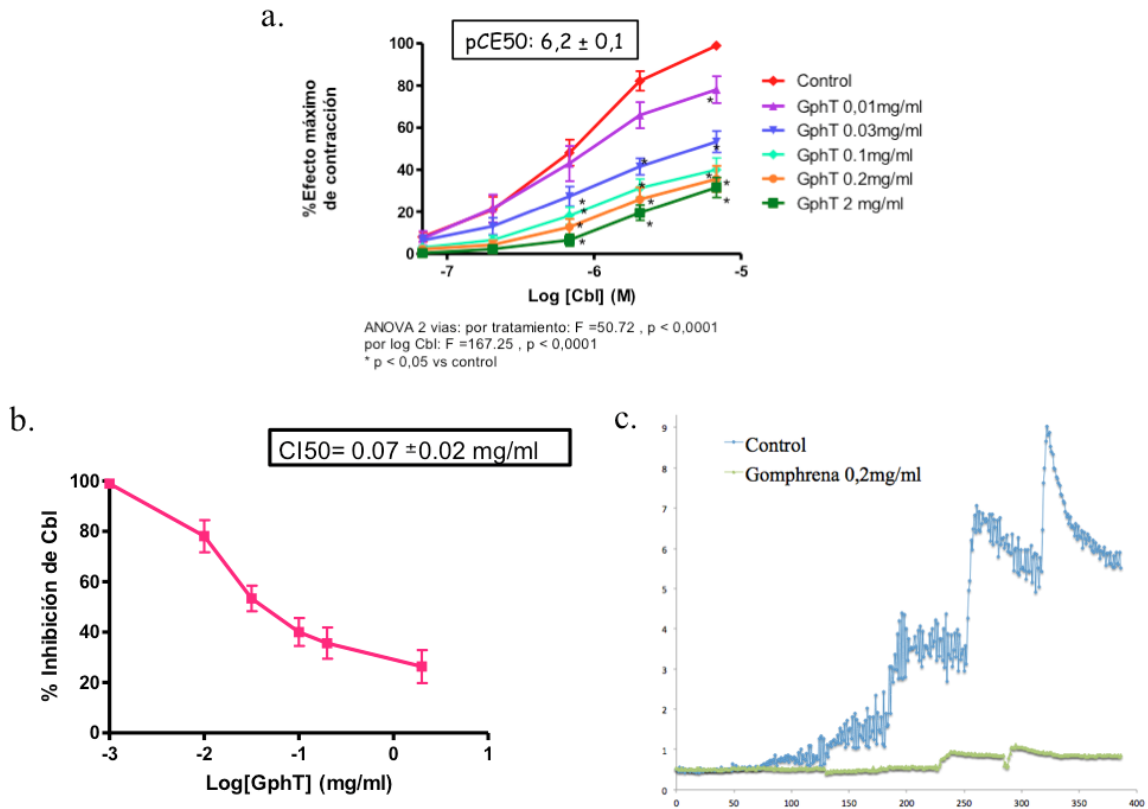 a.
pCE50: 6,2 ± 0,1
%Efecto máximo
de contracción
100
80
60
40
20
0
-7
-6
-5
Log [Cbl] (M)
Control
GphT 0,01mg/ml
GphT 0.03mg/ml
GphT 0.1mg/ml
GphT 0.2mg/ml
GphT 2 mg/ml
* * * * * * * * * * * *
ANOVA 2 vias: por tratamiento: F =50.72 , p < 0,0001
por log Cbl: F =167.25 , p < 0,0001
* p < 0,05 vs control
b.
CI50= 0.07 ±0.02 mg/ml
% Inhibición de Cbl
100
80
60
40
20
0
-3
-2
-1
0
1
Log[GphT] (mg/ml)
c.
Control
Gomphrena 0,2mg/ml
9
8
7
6
5
4
3
2
1
0
0
50
100
150
200
250
300
350
400